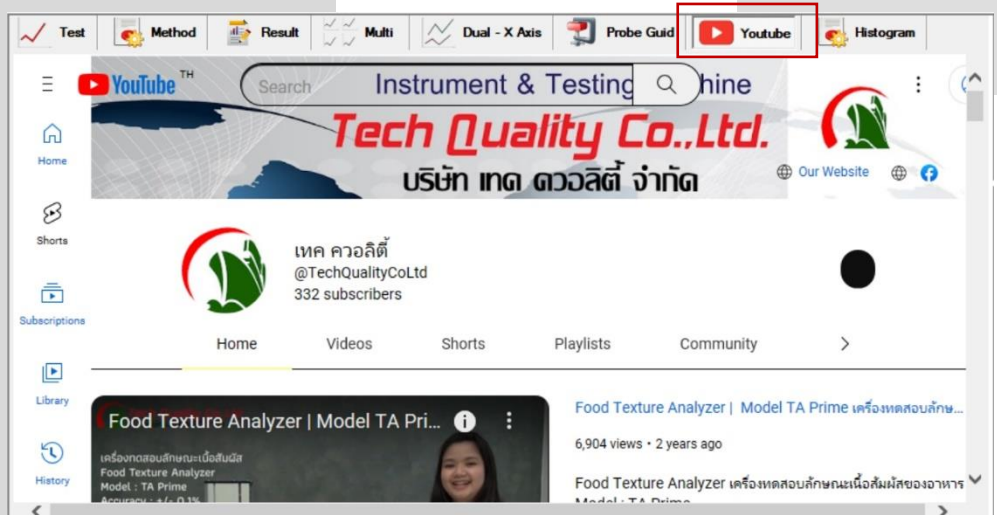 Test Method Result Multi Dual - X Axis Probe Guid Youtube Histogram
YouTube TH
Search
Instrument & Testing hine
Tech Quality Co.,Ltd.
บริษัท เทค ควอลิตี้ จำกัด
Our Website
Home
Shorts
Subscriptions
Library
History
เทค ควอลิตี้
@TechQualityCoLtd
332 subscribers
Home Videos Shorts Playlists Community
Food Texture Analyzer | Model TA Pri...
เครื่องทดสอบลักษณะเนื้อสัมผัส
Food Texture Analyzer
Model : TA Prime
Accuracy : +/- 0.1%
Food Texture Analyzer | Model TA Prime เครื่องทดสอบลักษ...
6,904 views • 2 years ago
Food Texture Analyzer เครื่องทดสอบลักษณะเนื้อสัมผัสของอาหาร
Model : TA Prime